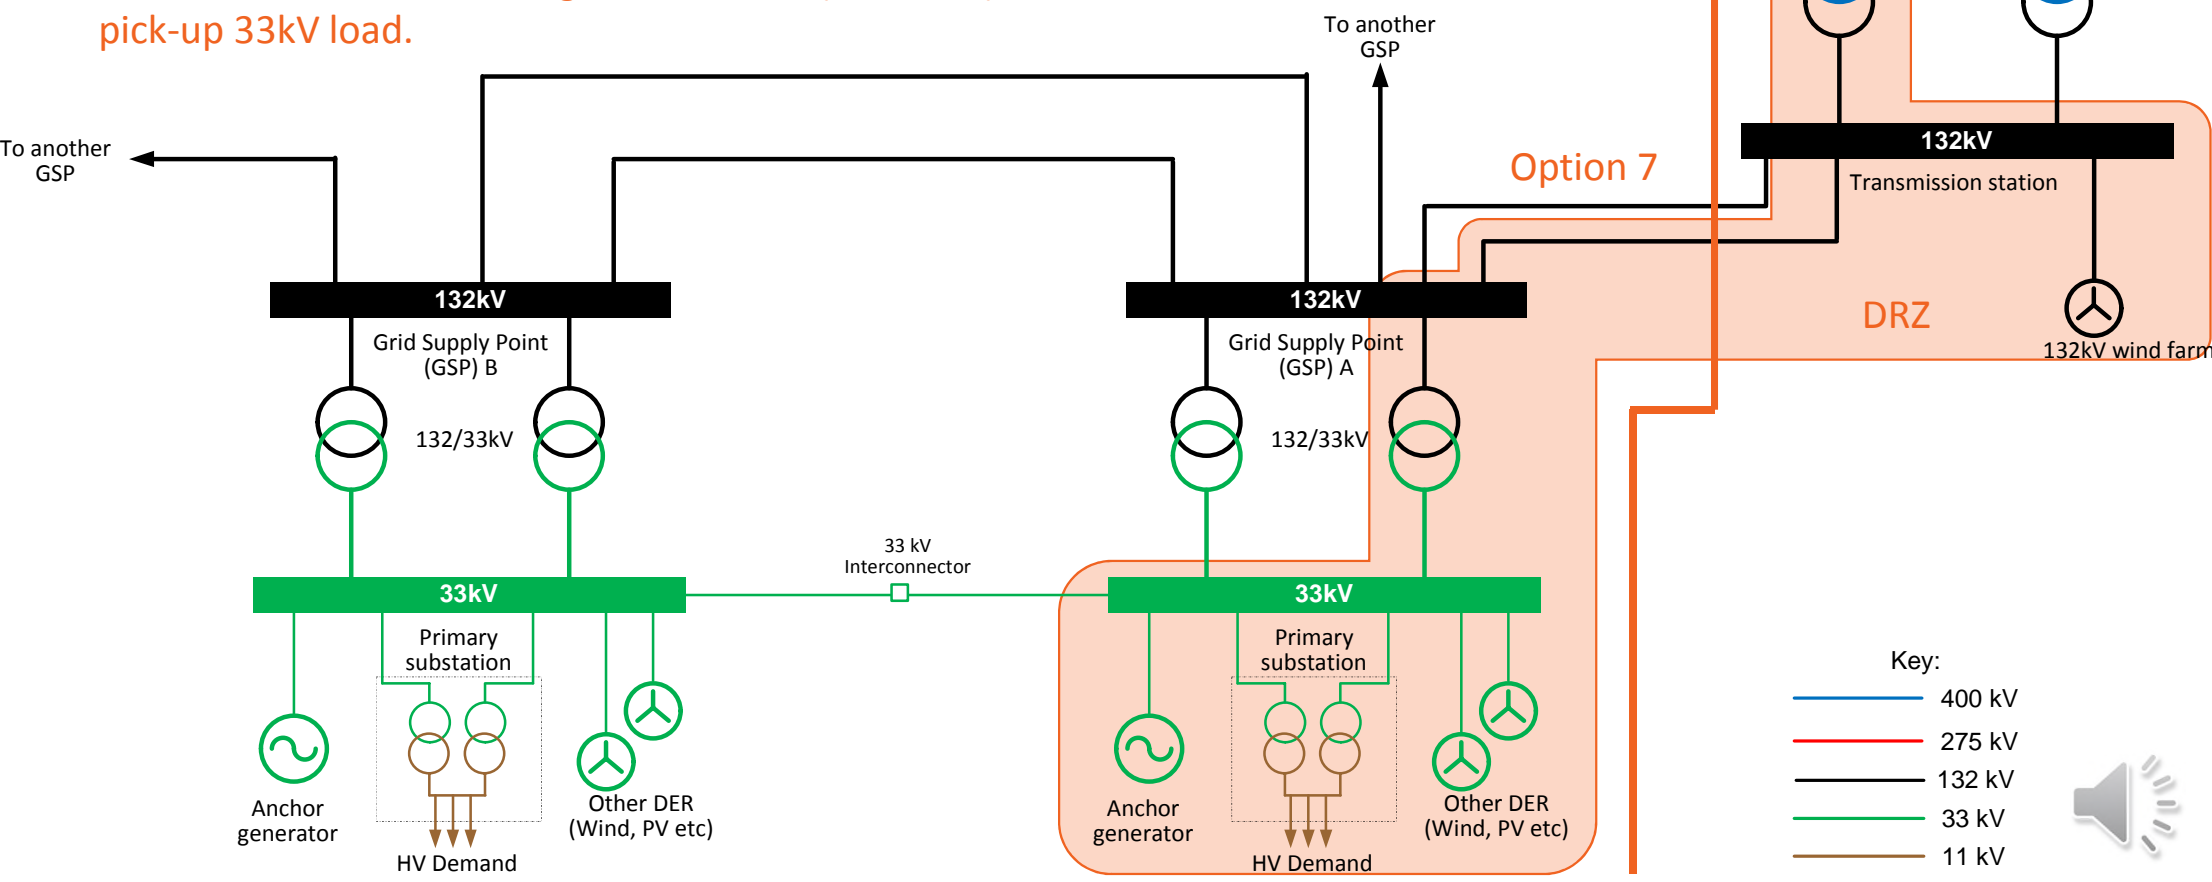 pick-up 33kV load.
To another
GSP
To another
GSP
Option 7
132kV
Transmission station
132kV
132kV
DRZ
Grid Supply Point
(GSP) B
Grid Supply Point
(GSP) A
132kV wind farm
132/33kV
132/33kV
33 kV
Interconnector
33kV
33kV
Primary
substation
Primary
substation
Key:
400 kV
275 kV
132 kV
33 kV
11 kV
Anchor
generator
Other DER
(Wind, PV etc)
HV Demand
Anchor
generator
Other DER
(Wind, PV etc)
HV Demand